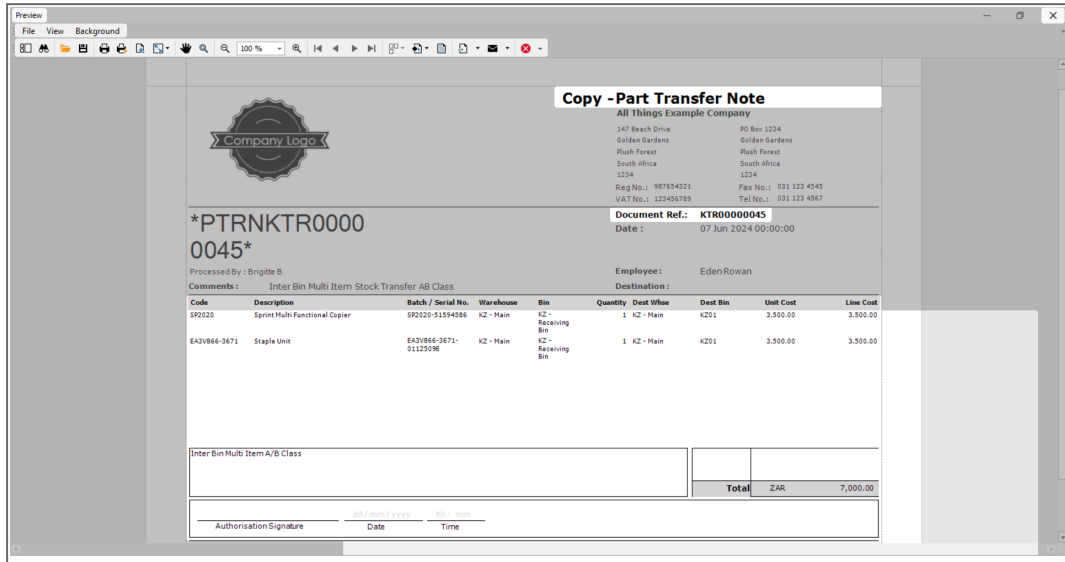 Preview
File View Background
100 %
Copy -Part Transfer Note
Company Logo
All Things Example Company
147 Beach Drive PO Box 1234
Golden Gardens Golden Gardens
Plush Forest Plush Forest
South Africa South Africa
1234 1234
Reg No.: 987654321 Fax No.: 031 123 4545
VAT No.: 123456789 Tel No.: 031 123 4567
*PTRNKTR0000
0045*
Document Ref.: KTR00000045
Date : 07 Jun 2024 00:00:00
Processed By : Brigitte B
Employee : Eden Rowan
Comments : Inter Bin Multi Item Stock Transfer AB Class
Destination :
Code Description Batch / Serial No. Warehouse Bin Quantity Dest Whse Dest Bin Unit Cost Line Cost
SP2020 Sprint Multi Functional Copier SP2020-51594586 KZ - Main KZ - 1 KZ - Main KZ01 3,500.00 3,500.00
Receiving
Bin
EA3V866-3671 Staple Unit EA3V866-3671- KZ - Main KZ - 1 KZ - Main KZ01 3,500.00 3,500.00
01125098 Receiving
Bin
Inter Bin Multi Item A/B Class
Total ZAR 7,000.00
dd / mm / yyyy hh : mm
Authorisation Signature Date Time